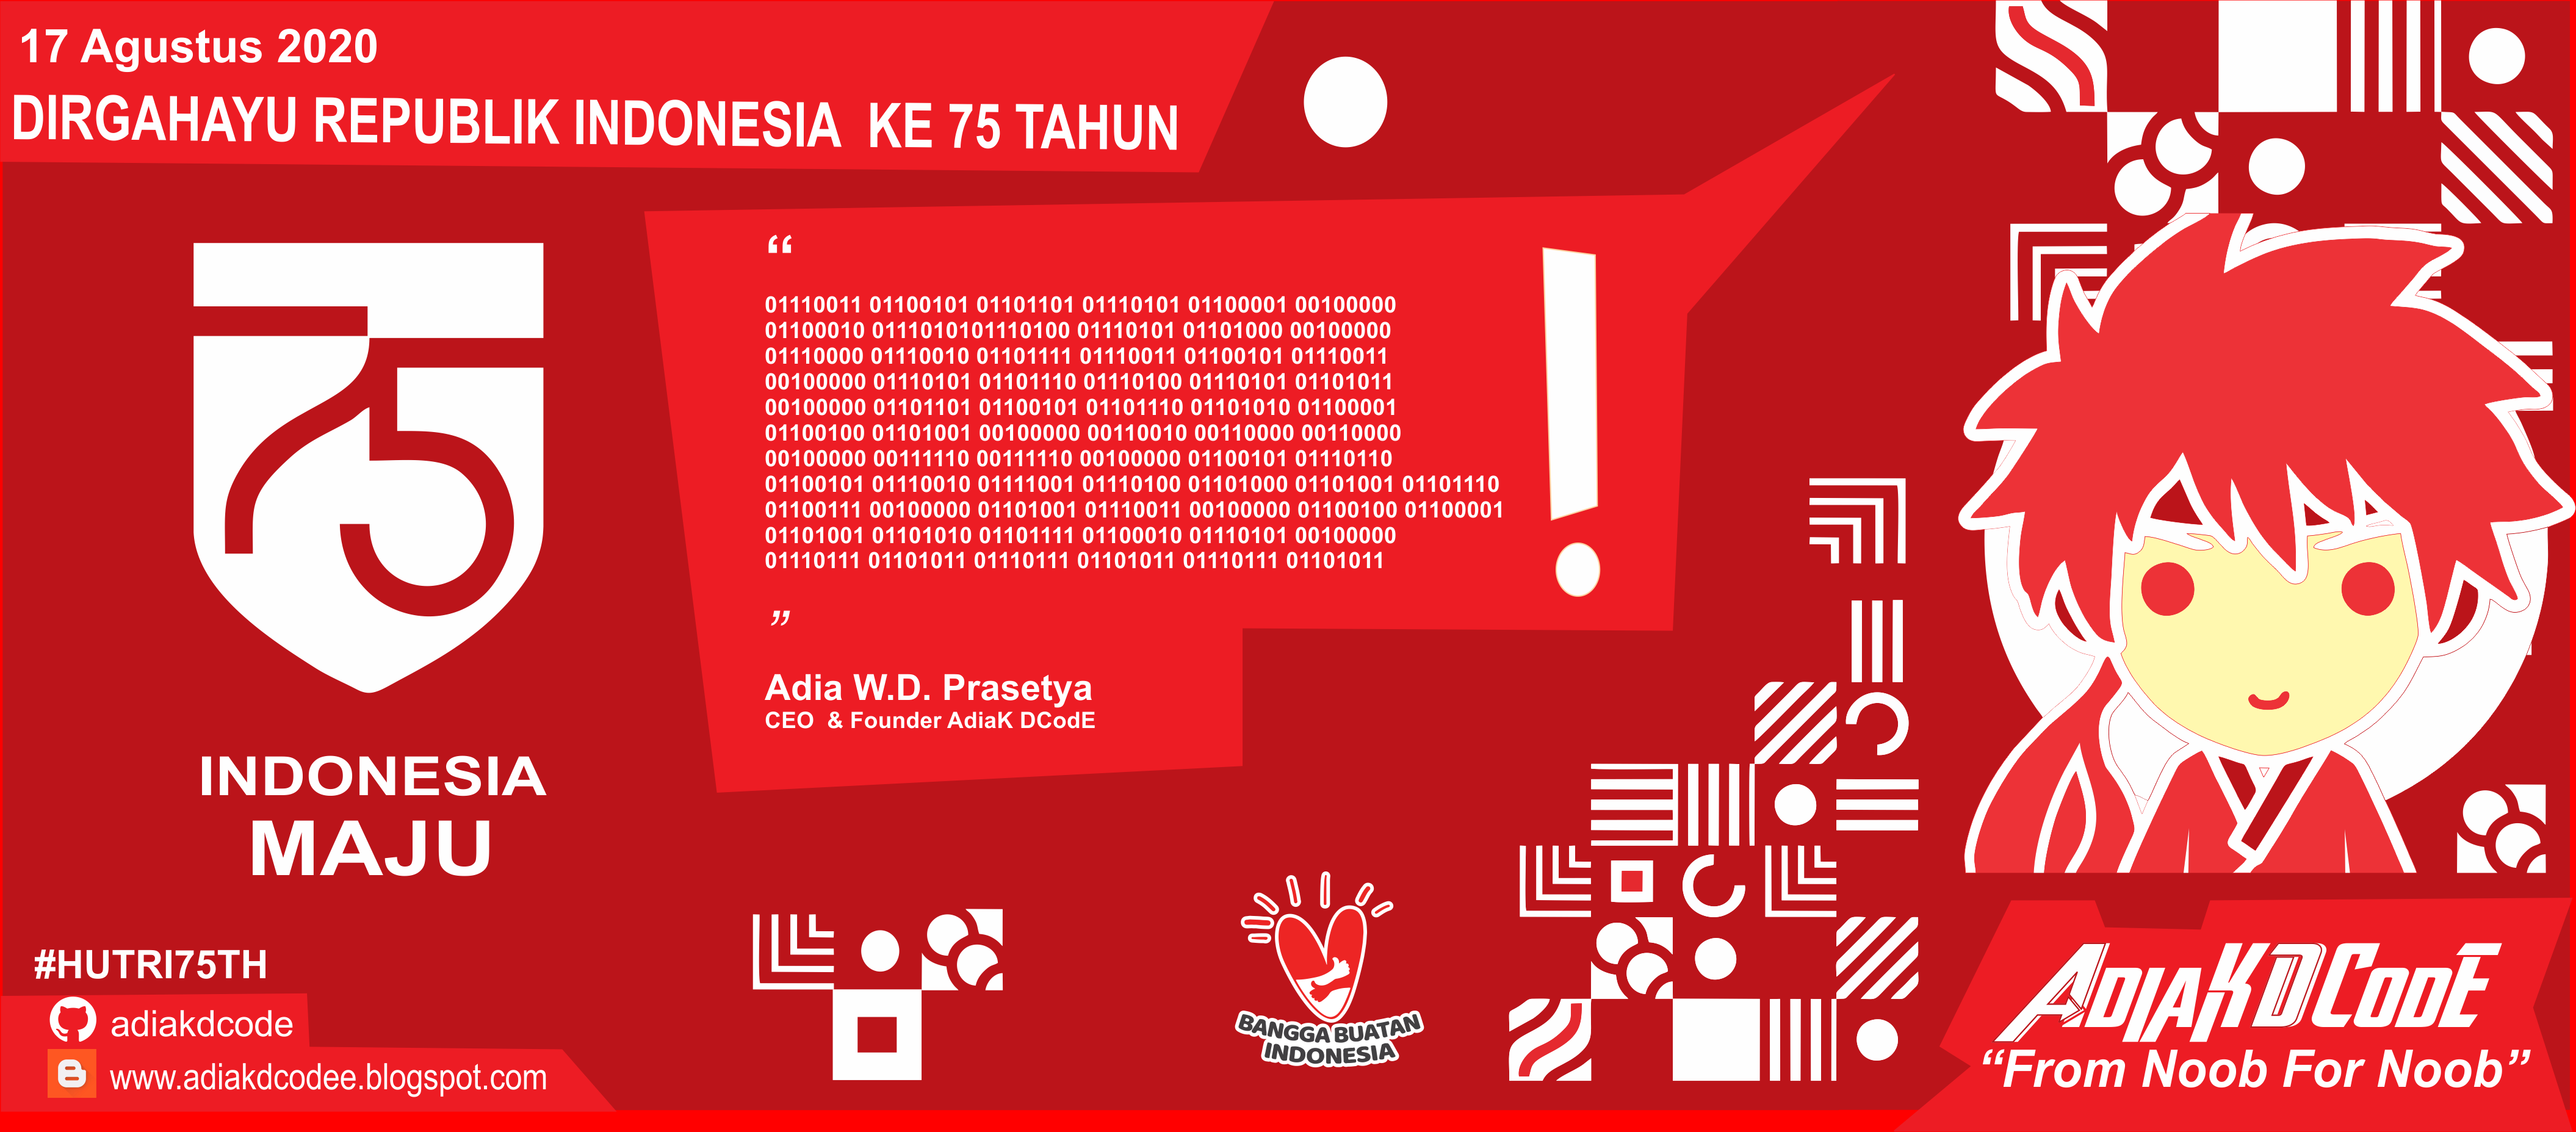 17 Agustus 2020
DIRGAHAYU REPUBLIK INDONESIA KE 75 TAHUN
75
INDONESIA
MAJU
#HUTRI75TH
adiakdcode
www.adiakdcodee.blogspot.com
“
01110011 01100101 01101101 01110101 01100001 00100000
01100010 0111010101110100 01110101 01101000 00100000
01110000 01110010 01101111 01110011 01100101 01110011
00100000 01110101 01101110 01110100 01110101 01101011
00100000 01101101 01100101 01101110 01101010 01100001
01100100 01101001 00100000 00110010 00110000 00110000
00100000 00111110 00111110 00100000 01100101 01110110
01100101 01110010 01111001 01110100 01101000 01101001 01101110
01100111 00100000 01101001 01110011 00100000 01100100 01100001
01101001 01101010 01101111 01100010 01110101 00100000
01110111 01101011 01110111 01101011 01110111 01101011
”
!
Adia W.D. Prasetya
CEO & Founder AdiaK DCodE
BANGGA BUATAN
INDONESIA
ADIAKDCODE
“From Noob For Noob”